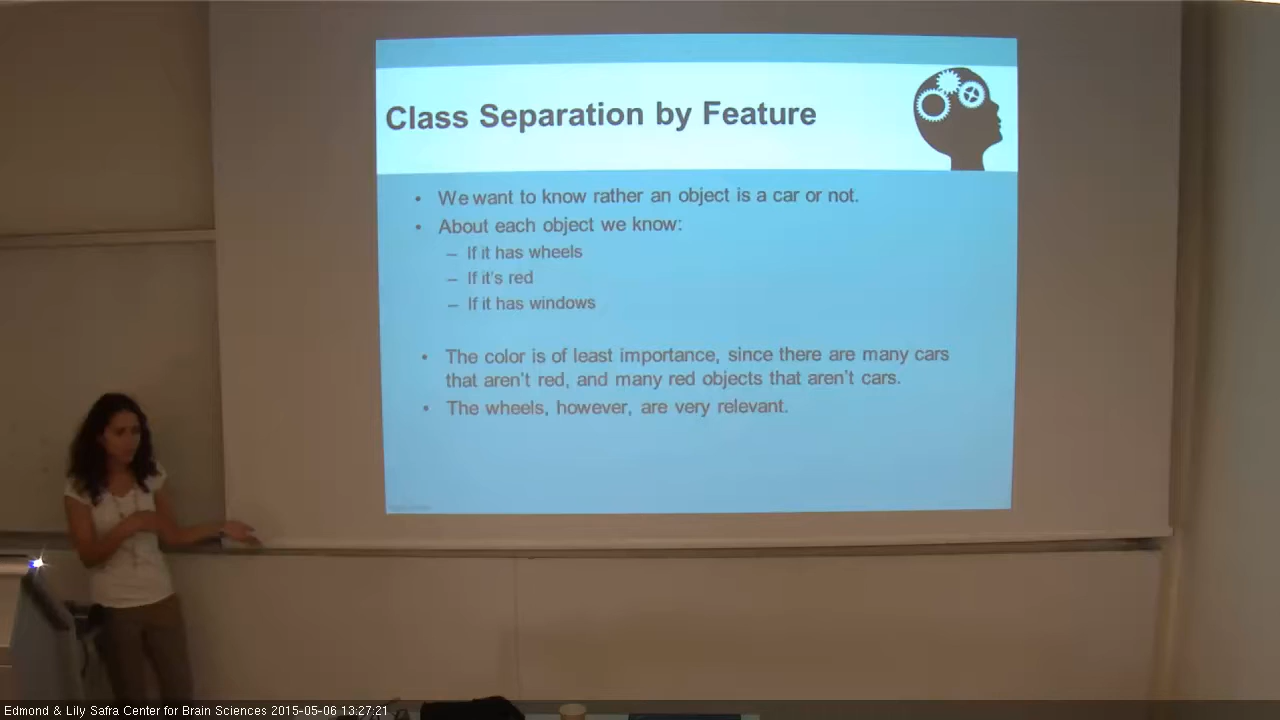 Class Separation by Feature
• We want to know rather an object is a car or not.
• About each object we know:
– If it has wheels
– If it's red
– If it has windows
• The color is of least importance, since there are many cars
that aren't red, and many red objects that aren't cars.
• The wheels, however, are very relevant.
Edmond & Lily Safra Center for Brain Sciences 2015-05-06 13:27:21